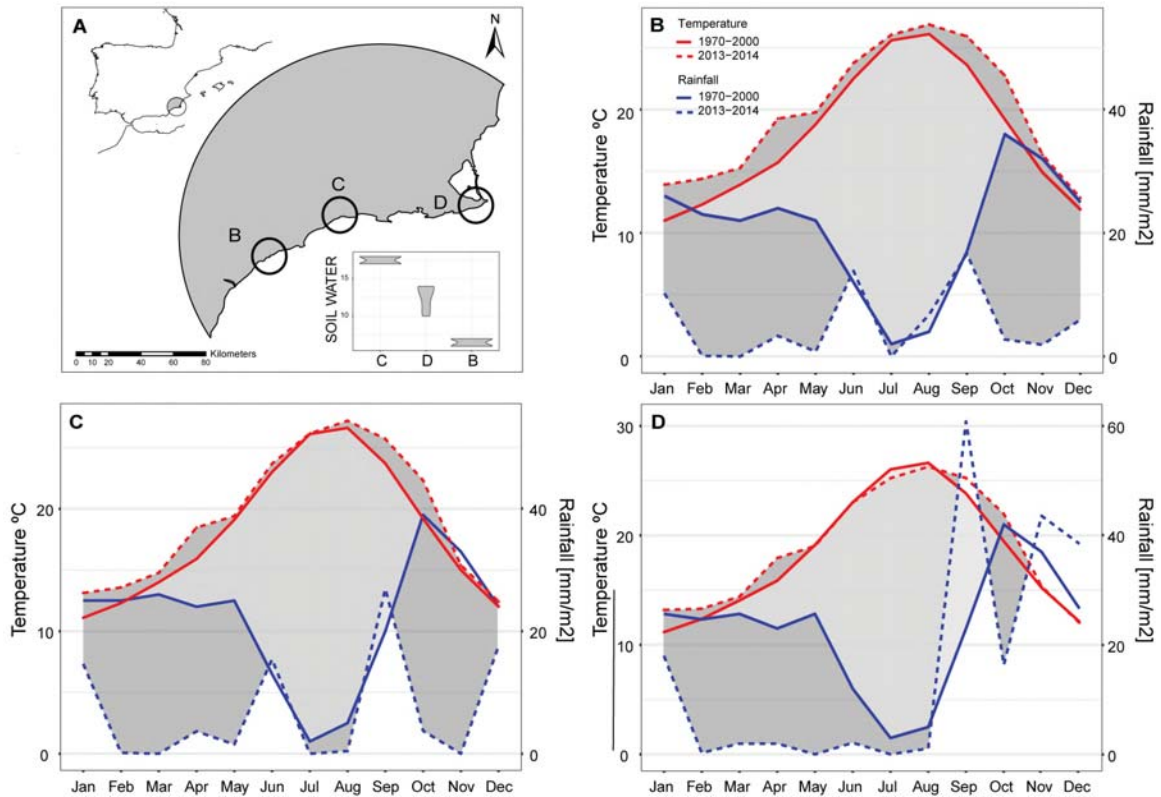 A
N
B
C
D
SOIL WATER
15
10
C D B
0 10 20 40 60 80 Kilometers
B
Temperature
1970−2000
2013−2014
Rainfall
1970−2000
2013−2014
Temperature ºC
20
10
0
Rainfall [mm/m2]
40
20
0
Jan Feb Mar Apr May Jun Jul Aug Sep Oct Nov Dec
C
Temperature ºC
20
10
0
Rainfall [mm/m2]
40
20
0
Jan Feb Mar Apr May Jun Jul Aug Sep Oct Nov Dec
D
Temperature ºC
30
20
10
0
Rainfall [mm/m2]
60
40
20
0
Jan Feb Mar Apr May Jun Jul Aug Sep Oct Nov Dec